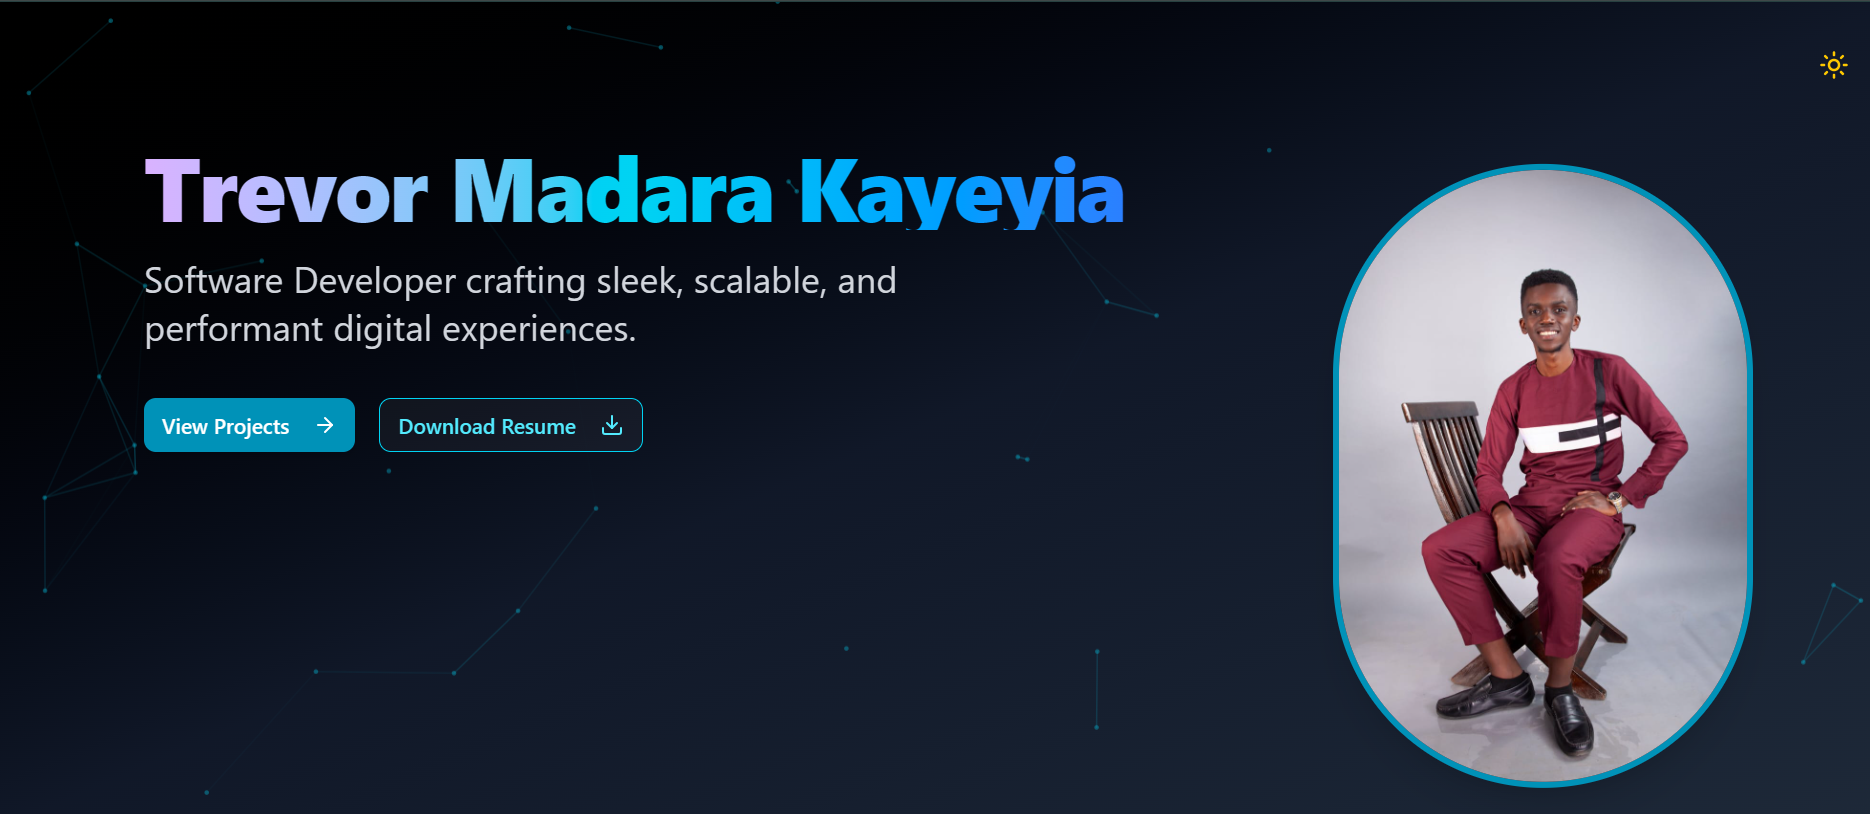 Trevor Madara Kayeyia
Software Developer crafting sleek, scalable, and
performant digital experiences.
View Projects
Download Resume